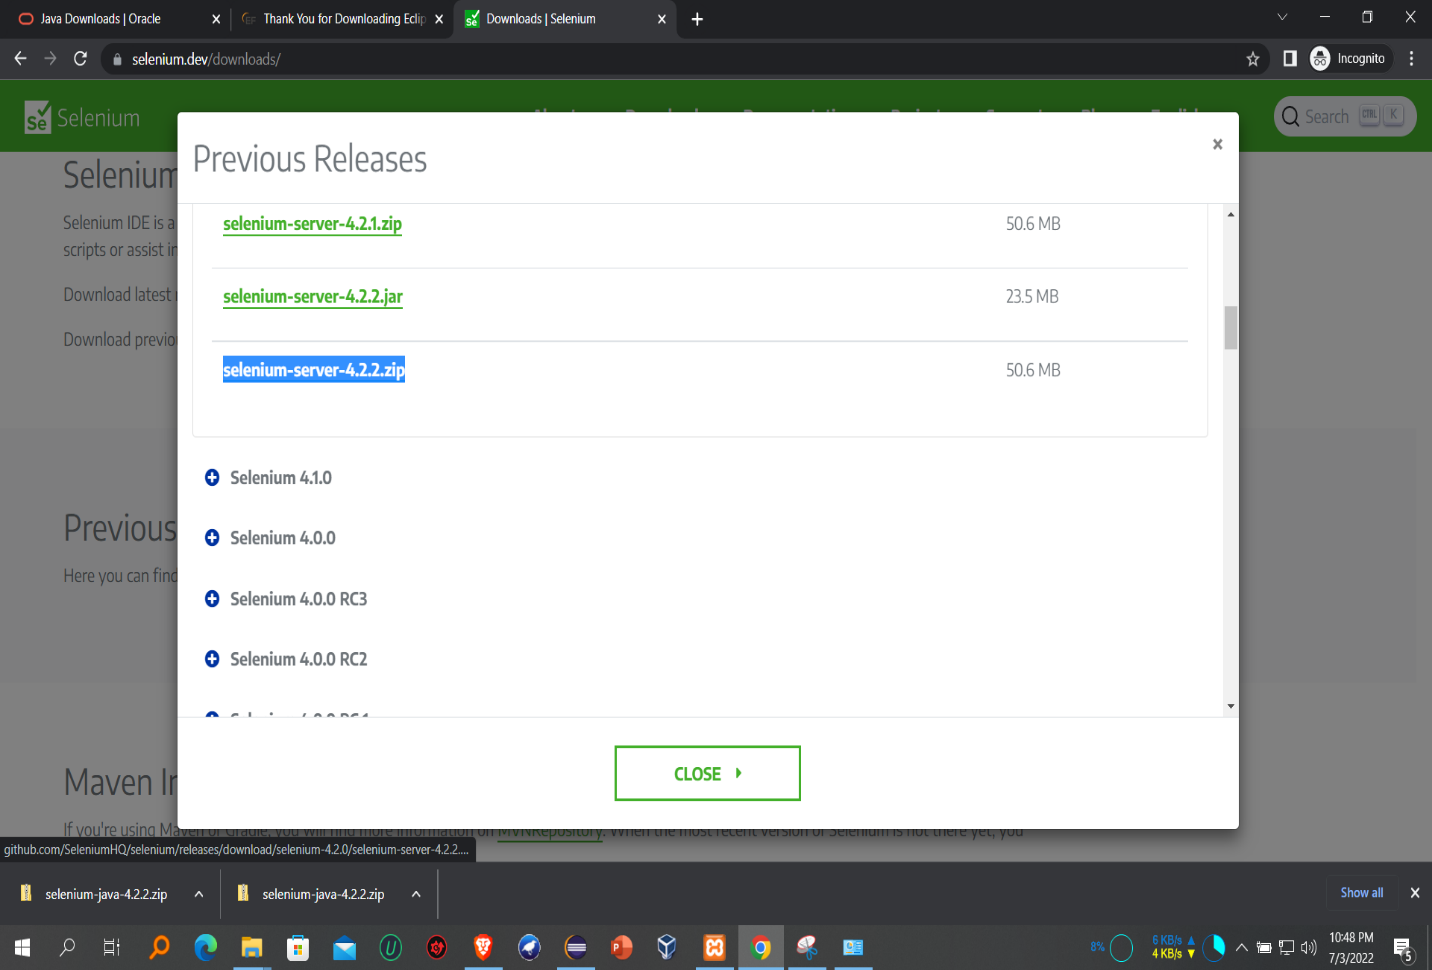 Java Downloads | Oracle
Thank You for Downloading Eclip
Downloads | Selenium
selenium.dev/downloads/
Incognito
Selenium
Search CTRL K
Previous Releases
Selenium
Selenium IDE is a
scripts or assist in
Download latest
Download previou
selenium-server-4.2.1.zip 50.6 MB
selenium-server-4.2.2.jar 23.5 MB
selenium-server-4.2.2.zip 50.6 MB
Selenium 4.1.0
Selenium 4.0.0
Selenium 4.0.0 RC3
Selenium 4.0.0 RC2
Previous
Here you can find
CLOSE
Maven In
If you're using Maven or Gradle, you will find more information on MVNRepository. When the most recent version of Selenium is not there yet, you
github.com/SeleniumHQ/selenium/releases/download/selenium-4.2.0/selenium-server-4.2.2....
selenium-java-4.2.2.zip
selenium-java-4.2.2.zip
Show all
8%
6 KB/s
4 KB/s
10:48 PM
7/3/2022
5